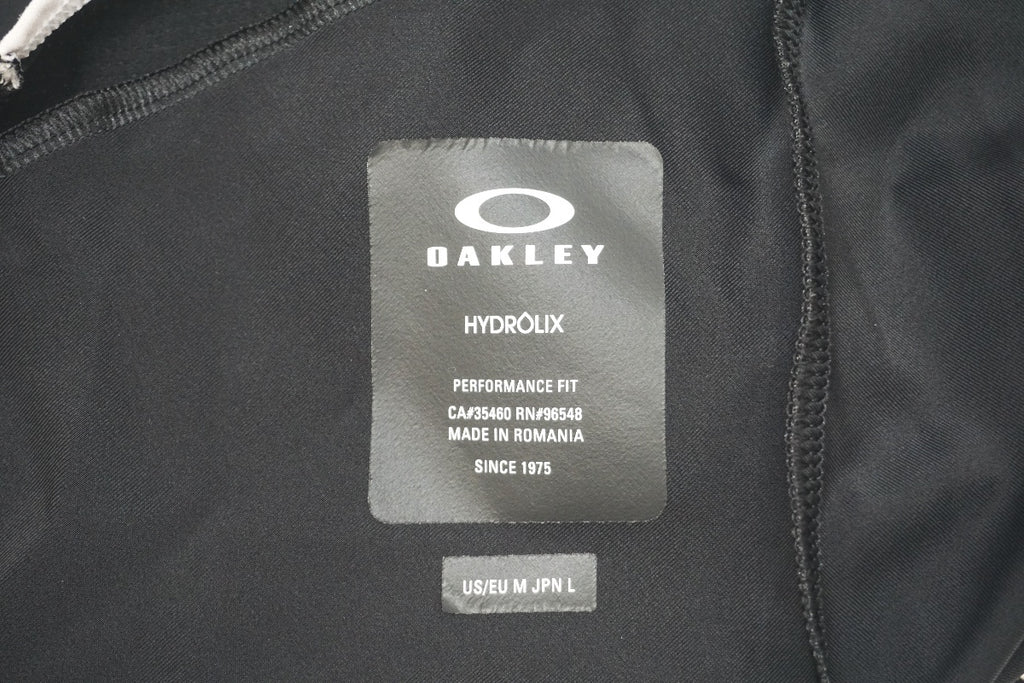 OAKLEY
HYDROLIX
PERFORMANCE FIT
CA#35460 RN#96548
MADE IN ROMANIA
SINCE 1975
US/EU M JPN L